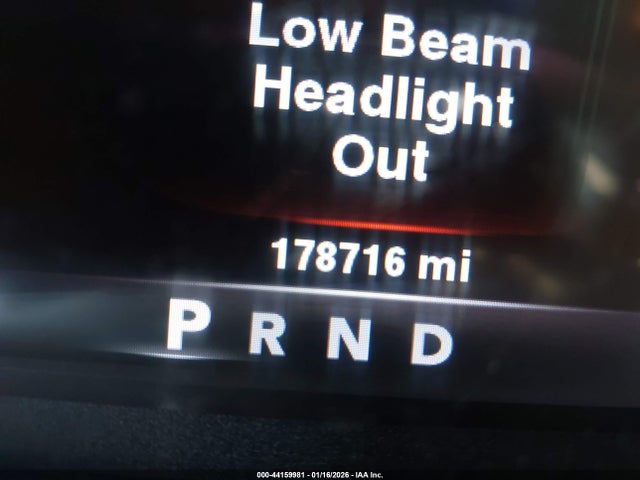 Low Beam
Headlight
Out
178716 mi
P R N D
000-44159981 - 01/16/2026 - IAA Inc.